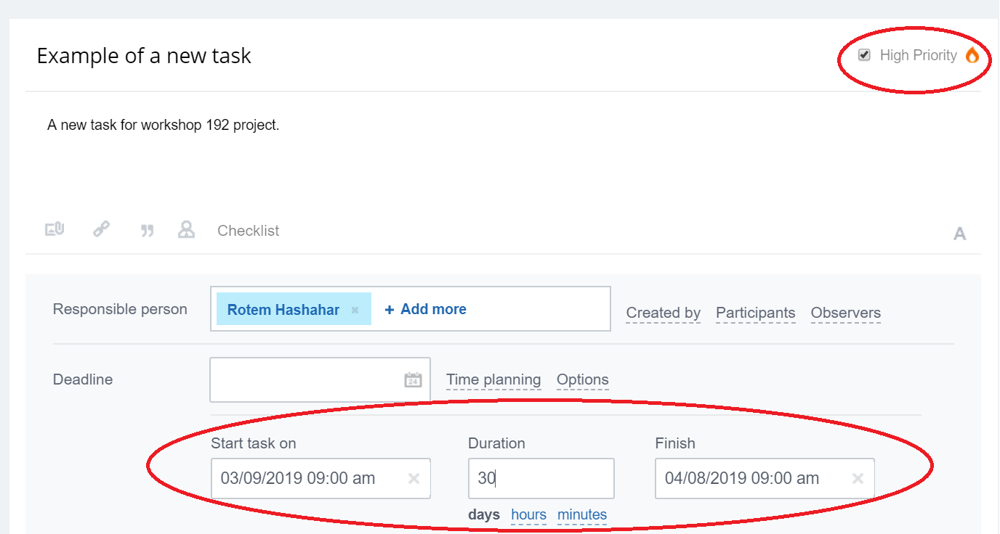 Example of a new task
High Priority
A new task for workshop 192 project.
Checklist
A
Responsible person
Rotem Hashahar × + Add more
Created by Participants Observers
Deadline
24
Time planning Options
Start task on Duration Finish
03/09/2019 09:00 am × 30 04/08/2019 09:00 am ×
days hours minutes